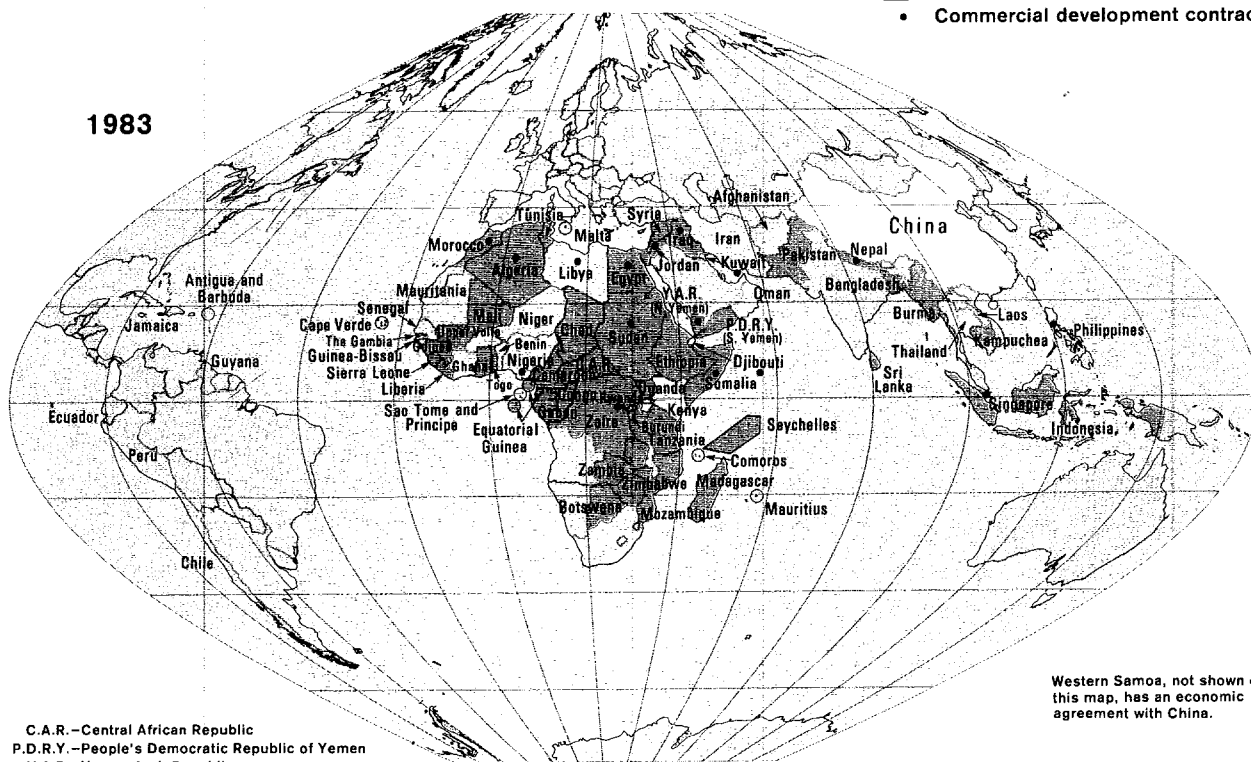 Commercial development contrac
1983
Afghanistan
Tunisia
Syria
China
Malta
Iraq
Iran
Morocco
Nepal
Pakistan
Kuwait
Algeria
Libya
Jordan
Egypt
Antigua and
Barbuda
Bangladesh
Mauritania
Oman
Y.A.R.
(N. Yemen)
Senegal
Mali
Niger
Burma
Laos
Jamaica
Cape Verde
Upper Volta
Chad
Sudan
P.D.R.Y.
(S. Yemen)
Philippines
The Gambia
Benin
Kampuchea
Guinea
Guinea-Bissau
Thailand
Guyana
Ghana
Nigeria
C.A.R.
Ethiopia
Djibouti
Sierra Leone
Cameroon
Sri
Lanka
Liberia
Togo
Uganda
Somalia
Singapore
Ecuador
Sao Tome and
Principe
Gabon
Kenya
Zaire
Burundi
Seychelles
Indonesia
Equatorial
Guinea
Tanzania
Peru
Comoros
Zambia
Madagascar
Zimbabwe
Botswana
Mozambique
Mauritius
Chile
Western Samoa, not shown
this map, has an economic
agreement with China.
C.A.R.–Central African Republic
P.D.R.Y.–People's Democratic Republic of Yemen